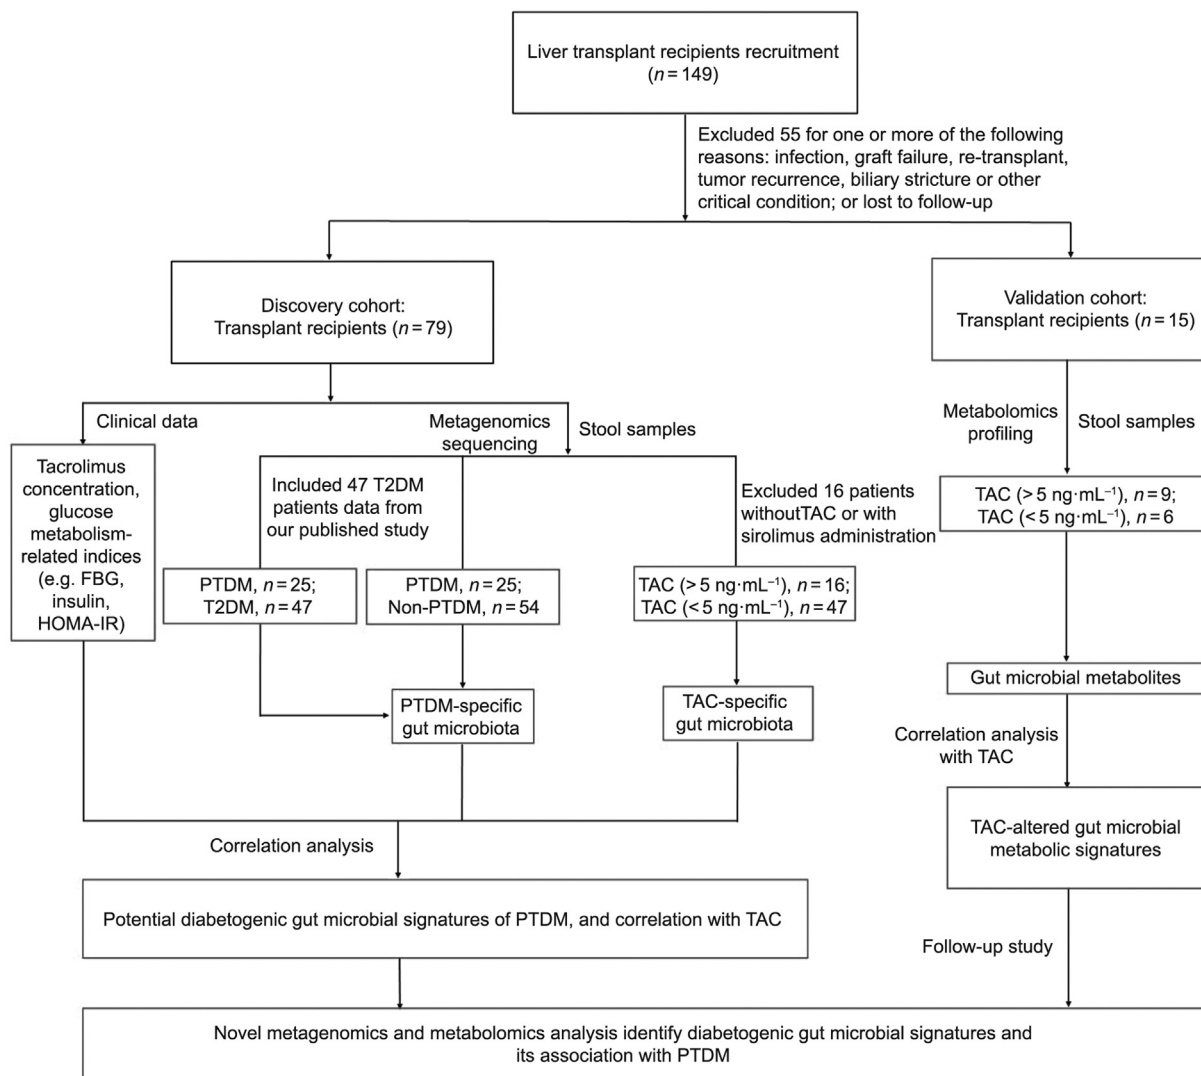 Liver transplant recipients recruitment
(n = 149)
Excluded 55 for one or more of the following
reasons: infection, graft failure, re-transplant,
tumor recurrence, biliary stricture or other
critical condition; or lost to follow-up
Discovery cohort:
Transplant recipients (n = 79)
Validation cohort:
Transplant recipients (n = 15)
Clinical data
Metagenomics
sequencing
Stool samples
Metabolomics
profiling
Stool samples
Tacrolimus
concentration,
glucose
metabolism-
related indices
(e.g. FBG,
insulin,
HOMA-IR)
Included 47 T2DM
patients data from
our published study
Excluded 16 patients
withoutTAC or with
sirolimus administration
TAC (> 5 ng·mL⁻¹), n = 9;
TAC (< 5 ng·mL⁻¹), n = 6
PTDM, n = 25;
T2DM, n = 47
PTDM, n = 25;
Non-PTDM, n = 54
TAC (> 5 ng·mL⁻¹), n = 16;
TAC (< 5 ng·mL⁻¹), n = 47
Gut microbial metabolites
PTDM-specific
gut microbiota
TAC-specific
gut microbiota
Correlation analysis
with TAC
TAC-altered gut microbial
metabolic signatures
Correlation analysis
Potential diabetogenic gut microbial signatures of PTDM, and correlation with TAC
Follow-up study
Novel metagenomics and metabolomics analysis identify diabetogenic gut microbial signatures and
its association with PTDM